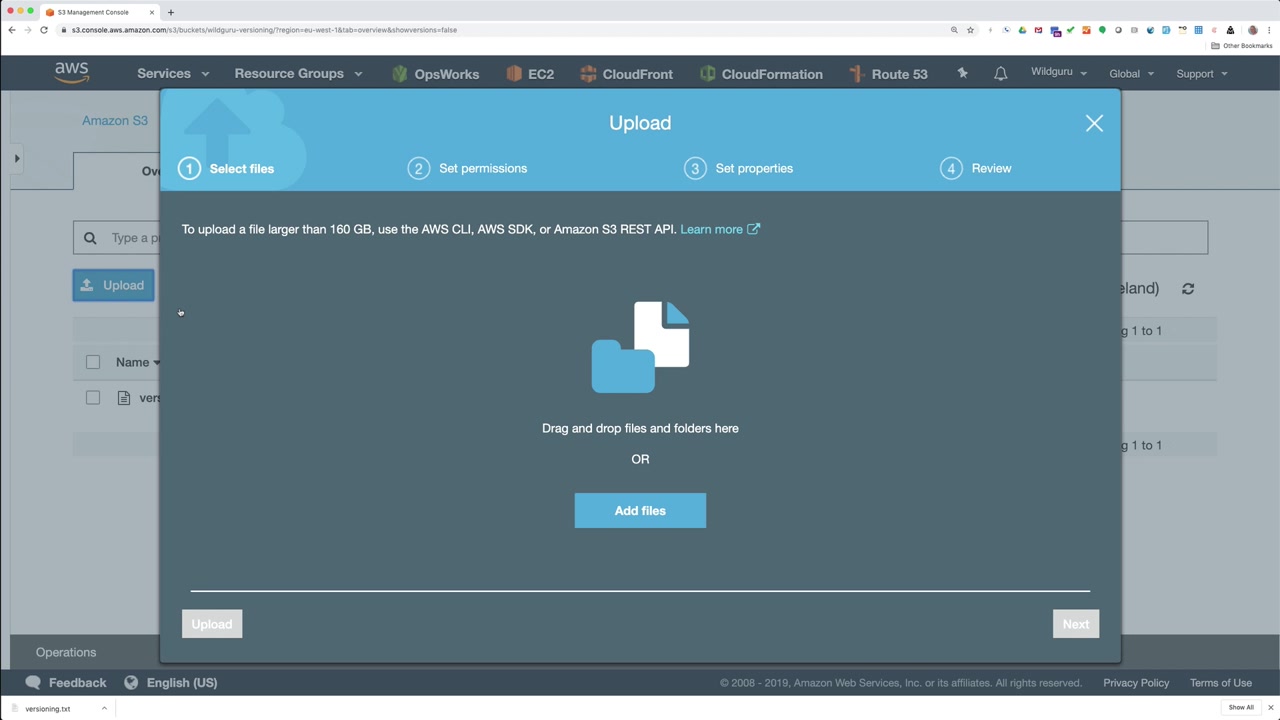 S3 Management Console
s3.console.aws.amazon.com/s3/buckets/wildguru-versioning/?region=eu-west-1&tab=overview&showversions=false
Other Bookmarks
aws Services Resource Groups OpsWorks EC2 CloudFront CloudFormation Route 53 Wildguru Global Support
Amazon S3
Upload
1 Select files 2 Set permissions 3 Set properties 4 Review
Ov
To upload a file larger than 160 GB, use the AWS CLI, AWS SDK, or Amazon S3 REST API. Learn more
Type a p
Upload
eland)
g 1 to 1
Name
vers
Drag and drop files and folders here
g 1 to 1
OR
Add files
Upload Next
Operations
Feedback English (US) © 2008 - 2019, Amazon Web Services, Inc. or its affiliates. All rights reserved. Privacy Policy Terms of Use
versioning.txt Show All